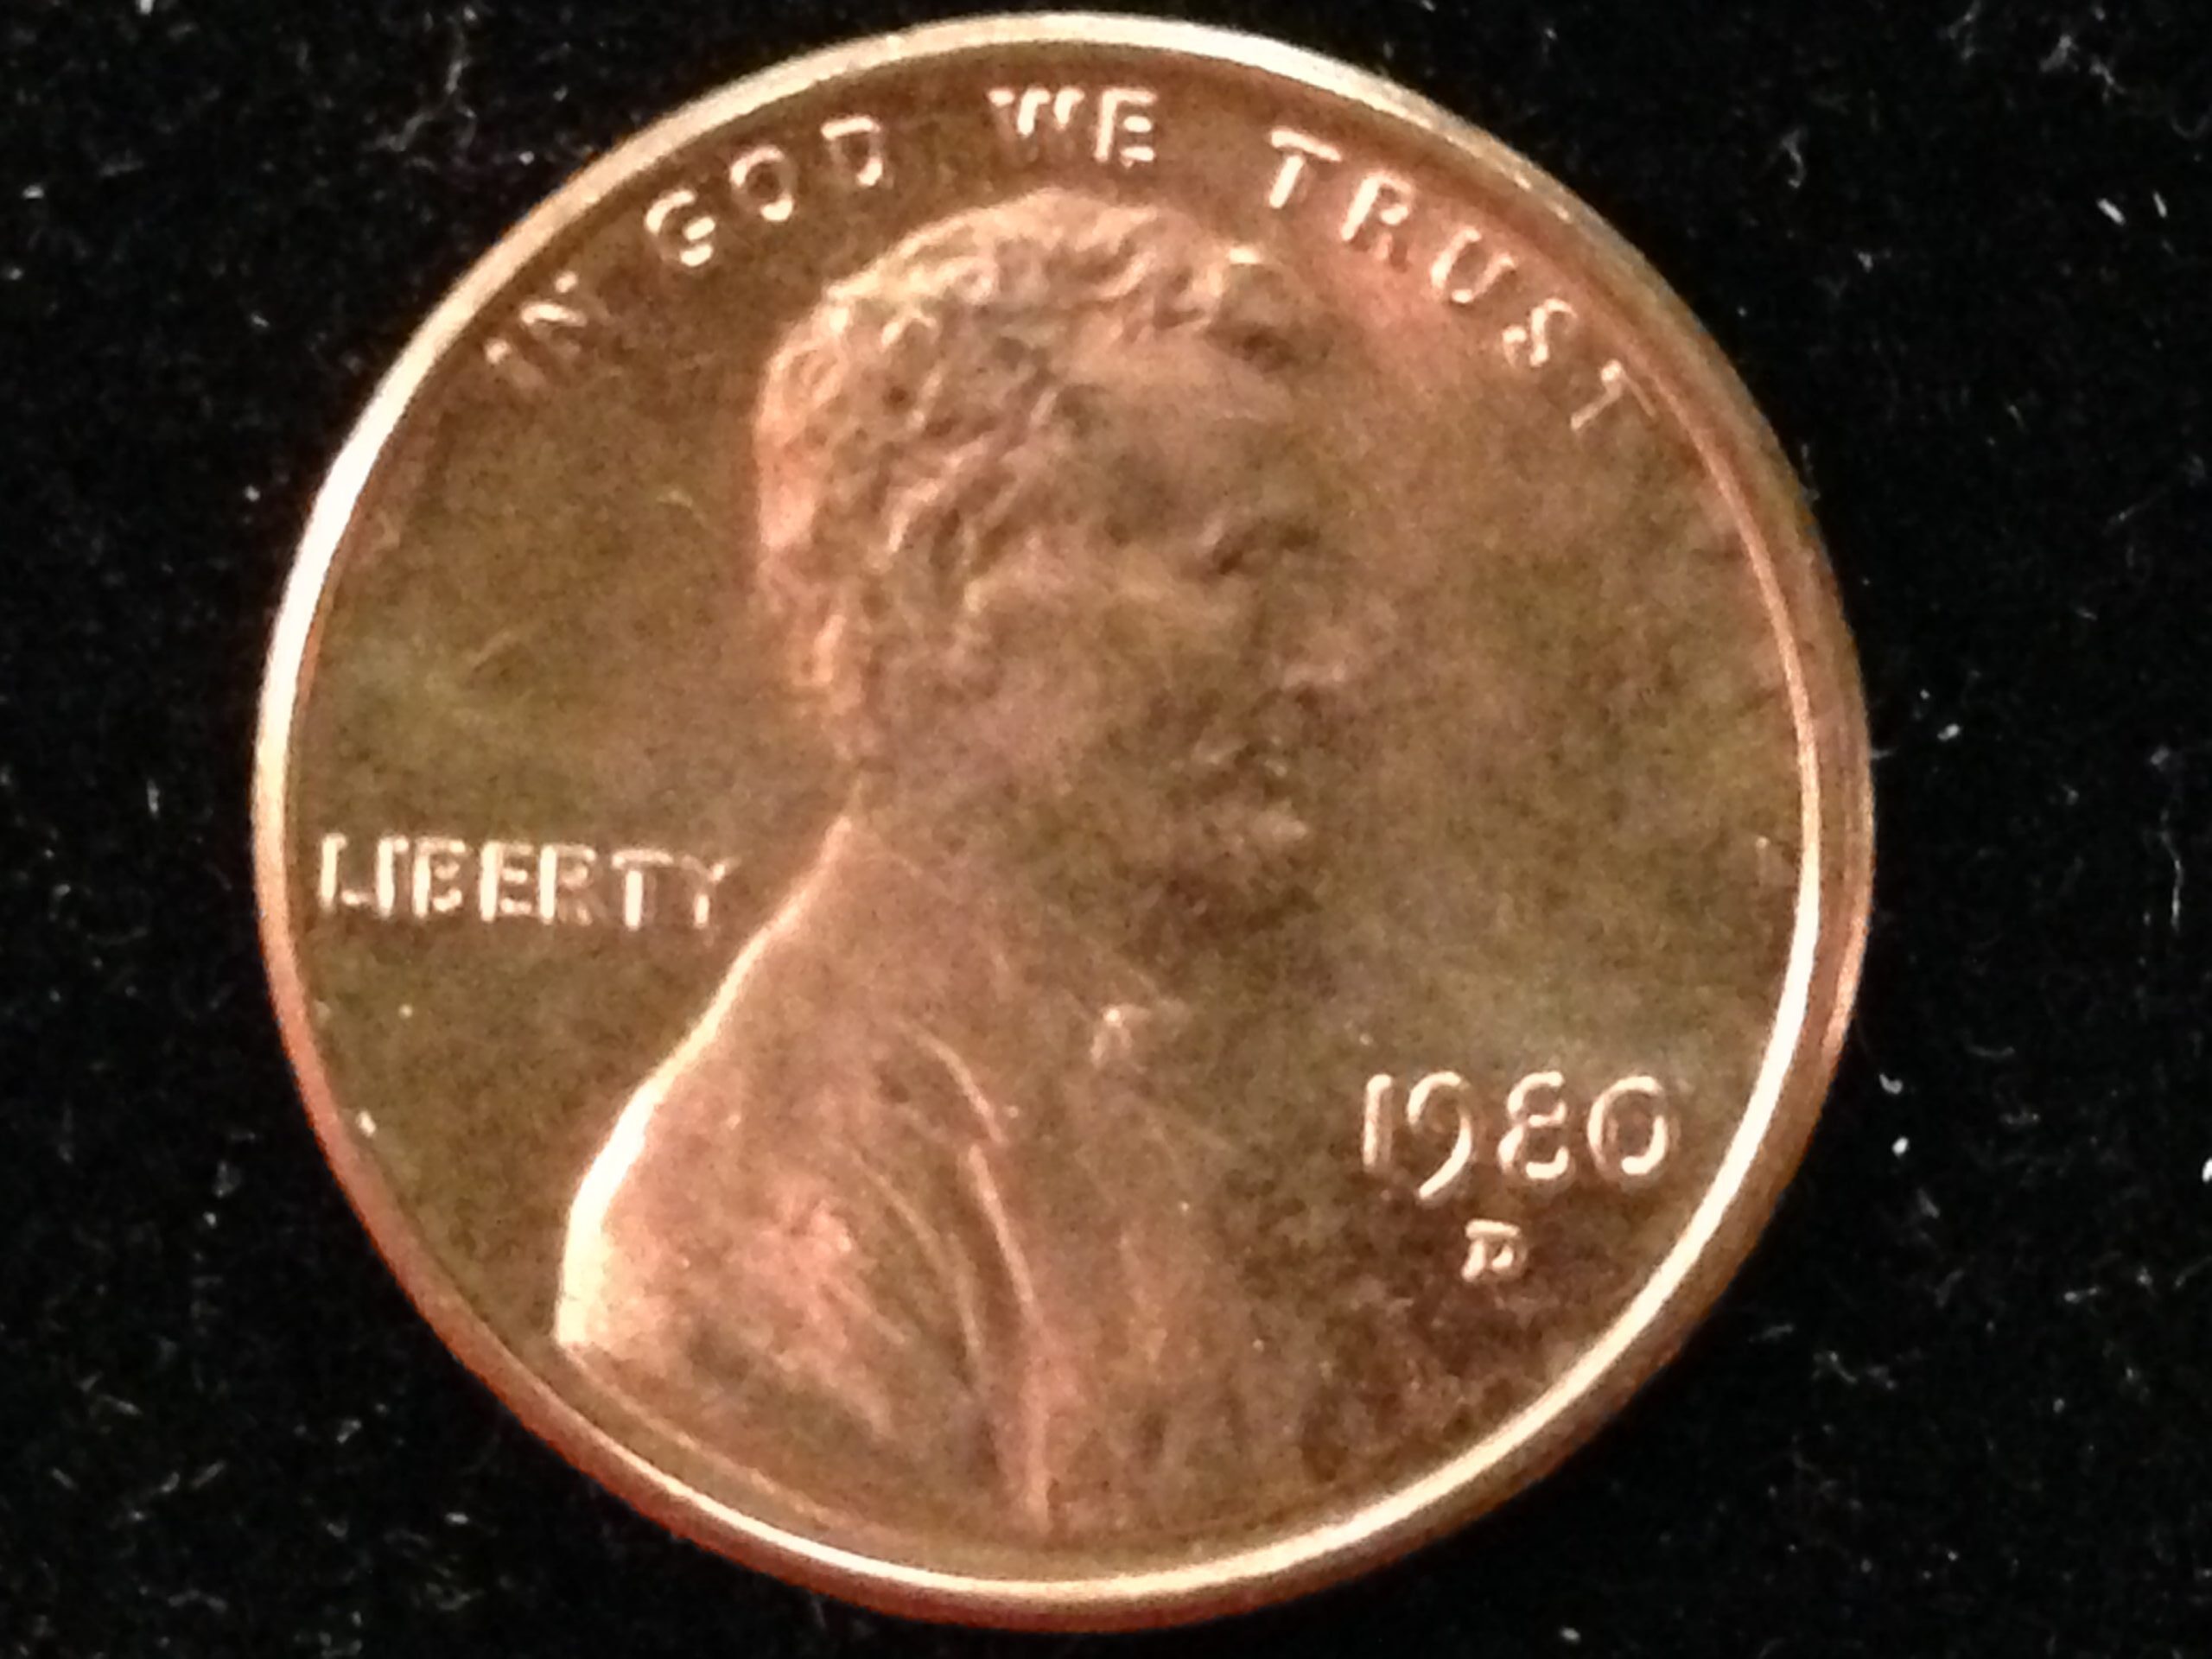 IN GOD WE TRUST
LIBERTY
1980
D